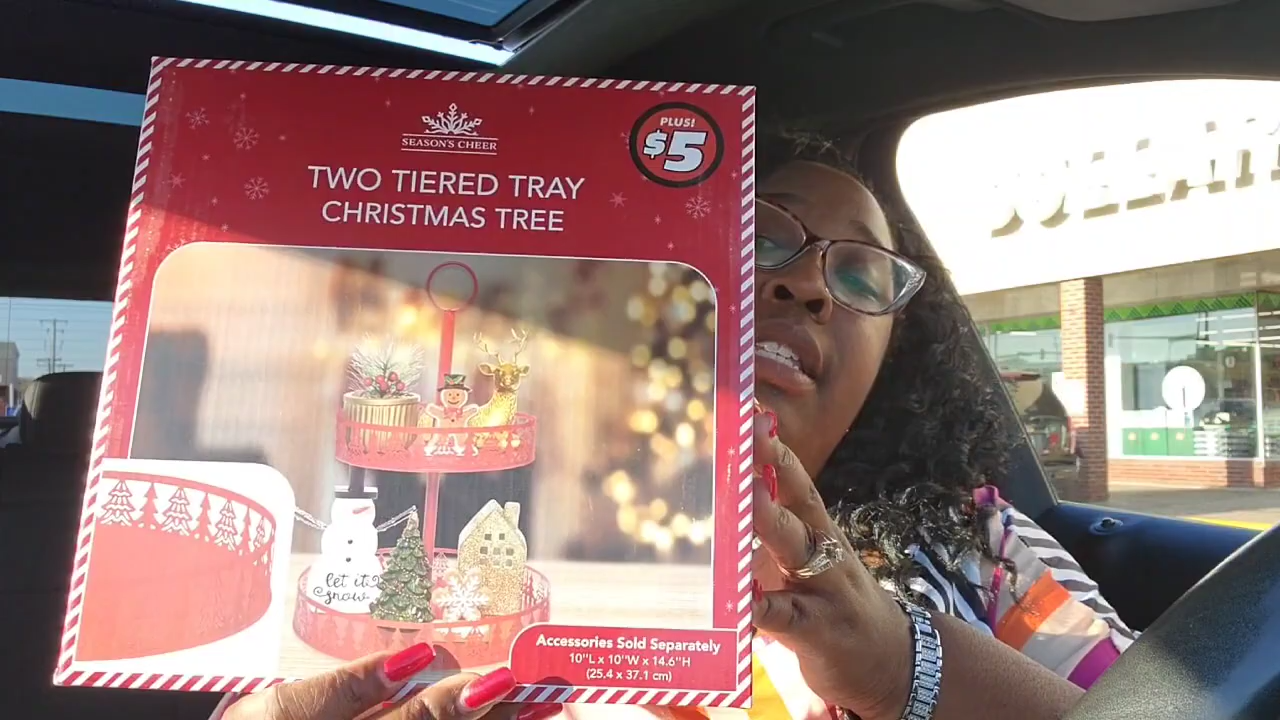 SEASON'S CHEER
PLUS!
$5
TWO TIERED TRAY
CHRISTMAS TREE
let it
snow
Accessories Sold Separately
10"L x 10"W x 14.6"H
(25.4 x 37.1 cm)